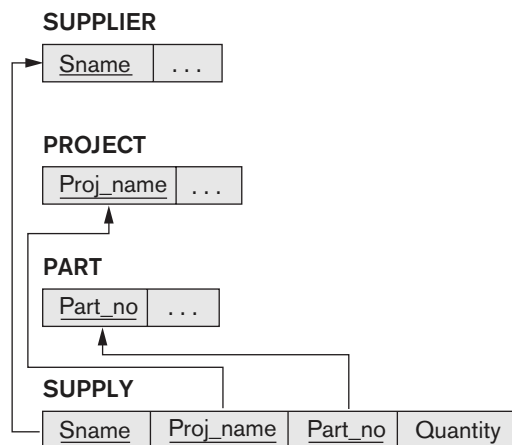 SUPPLIER
Sname ...
PROJECT
Proj_name ...
PART
Part_no ...
SUPPLY
Sname Proj_name Part_no Quantity